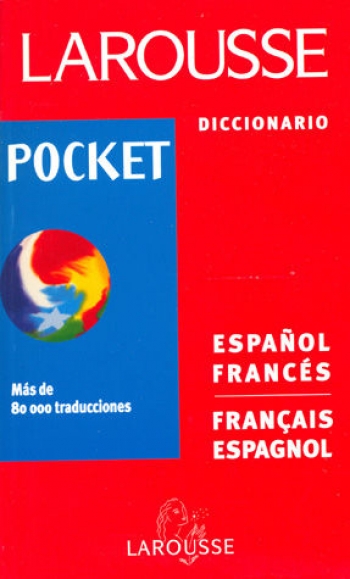 LAROUSSE
DICCIONARIO
POCKET
Más de
80 000 traducciones
ESPAÑOL
FRANCÉS
FRANÇAIS
ESPAGNOL
LAROUSSE